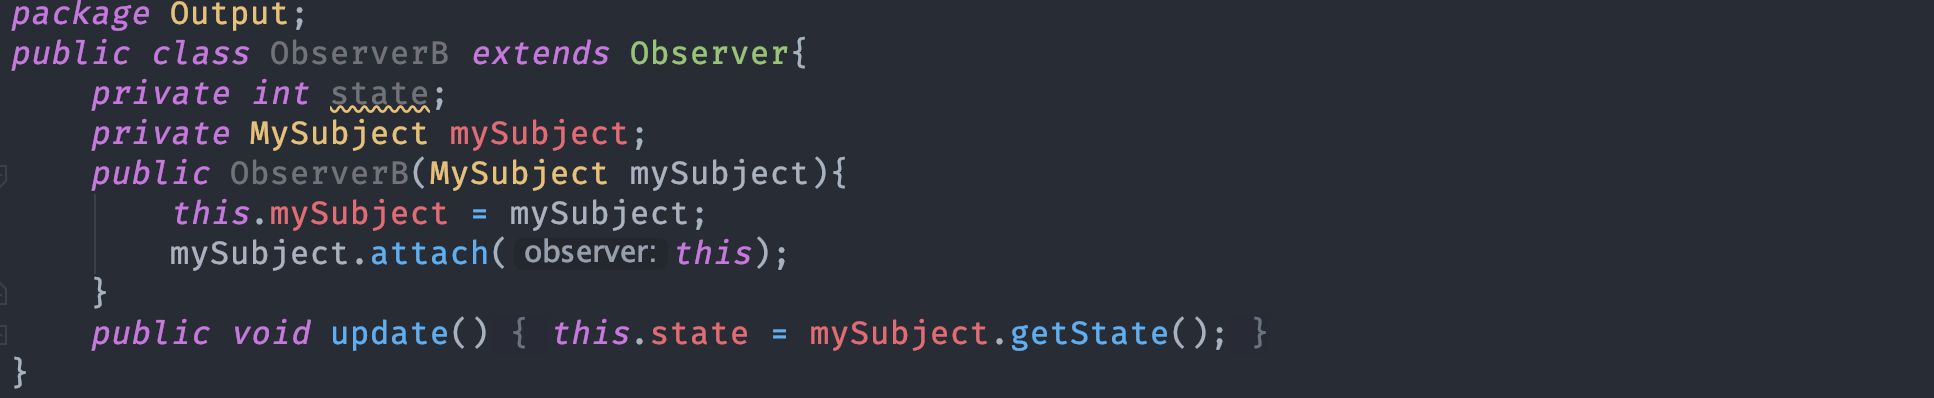 package Output;
public class ObserverB extends Observer{
private int state;
private MySubject mySubject;
public ObserverB(MySubject mySubject){
this.mySubject = mySubject;
mySubject.attach( observer: this);
}
public void update() { this.state = mySubject.getState(); }
}